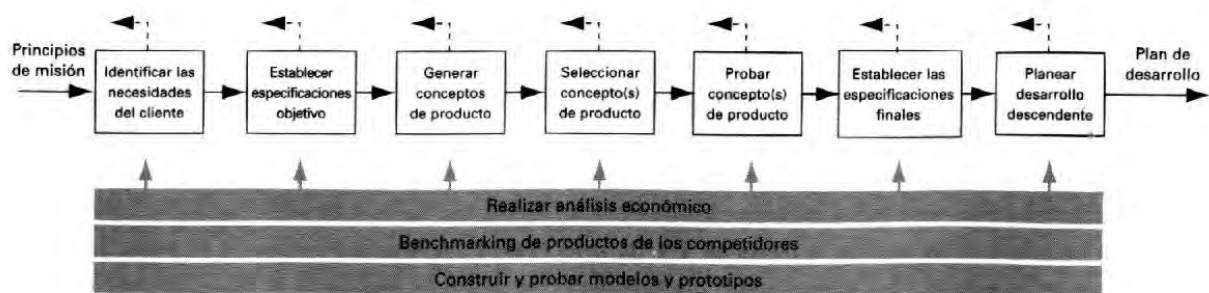 Principios
de misión
Identificar las
necesidades
del cliente
Establecer
especificaciones
objetivo
Generar
conceptos
de producto
Seleccionar
concepto(s)
de producto
Probar
concepto(s)
de producto
Establecer las
especificaciones
finales
Planear
desarrollo
descendente
Plan de
desarrollo
Realizar análisis económico
Benchmarking de productos de los competidores
Construir y probar modelos y prototipos